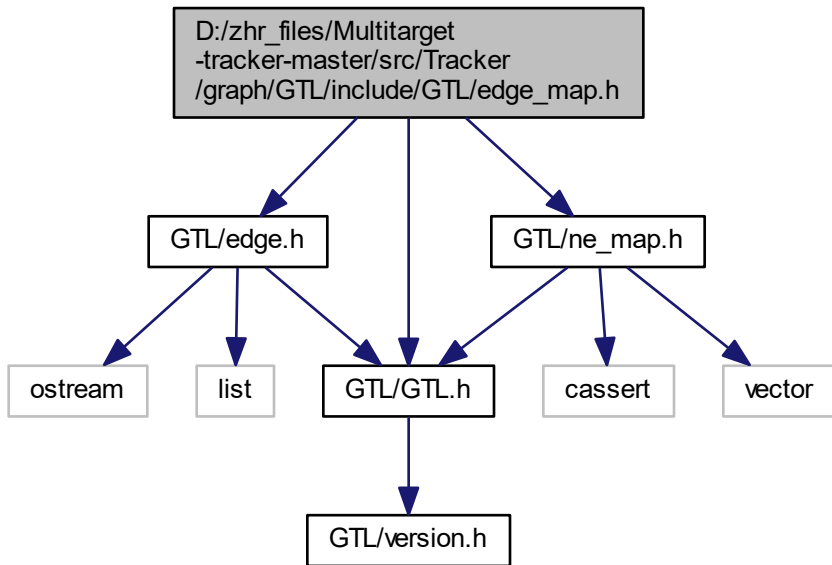 D:/zhr_files/Multitarget
-tracker-master/src/Tracker
/graph/GTL/include/GTL/edge_map.h
GTL/edge.h
GTL/ne_map.h
ostream
list
GTL/GTL.h
cassert
vector
GTL/version.h